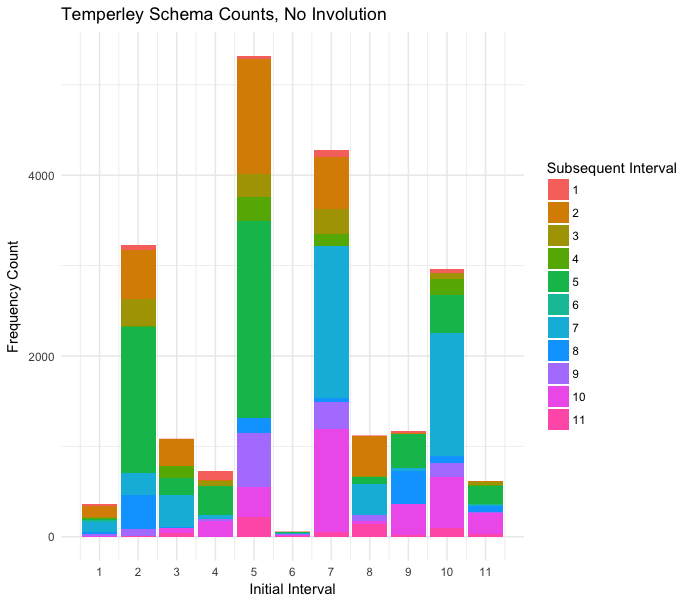 Temperley Schema Counts, No Involution
Frequency Count
4000
2000
0
1 2 3 4 5 6 7 8 9 10 11
Initial Interval
Subsequent Interval
1
2
3
4
5
6
7
8
9
10
11